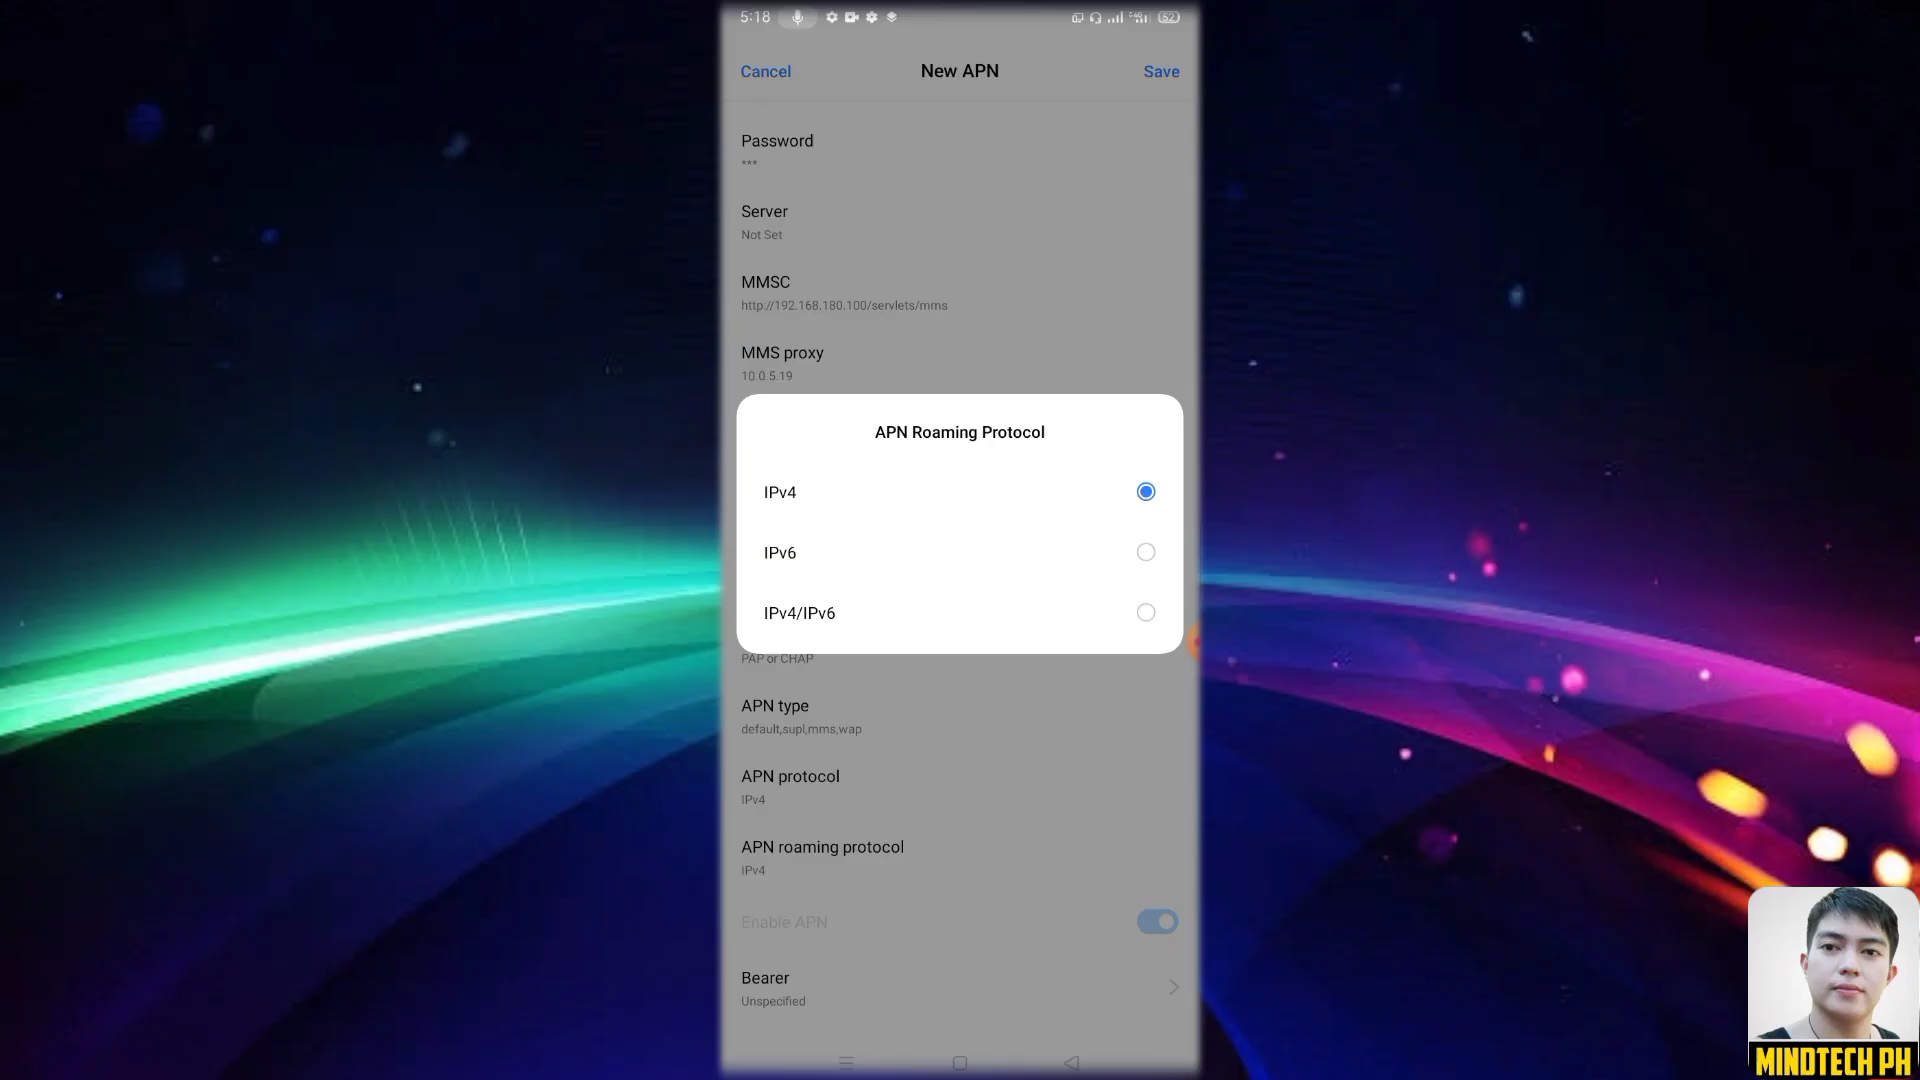 5:18
52
Cancel
New APN
Save
Password
***
Server
Not Set
MMSC
http://192.168.180.100/servlets/mms
MMS proxy
10.0.5.19
APN Roaming Protocol
IPv4
IPv6
IPv4/IPv6
PAP or CHAP
APN type
default,supl,mms,wap
APN protocol
IPv4
APN roaming protocol
IPv4
Enable APN
Bearer
Unspecified
MINDTECH PH